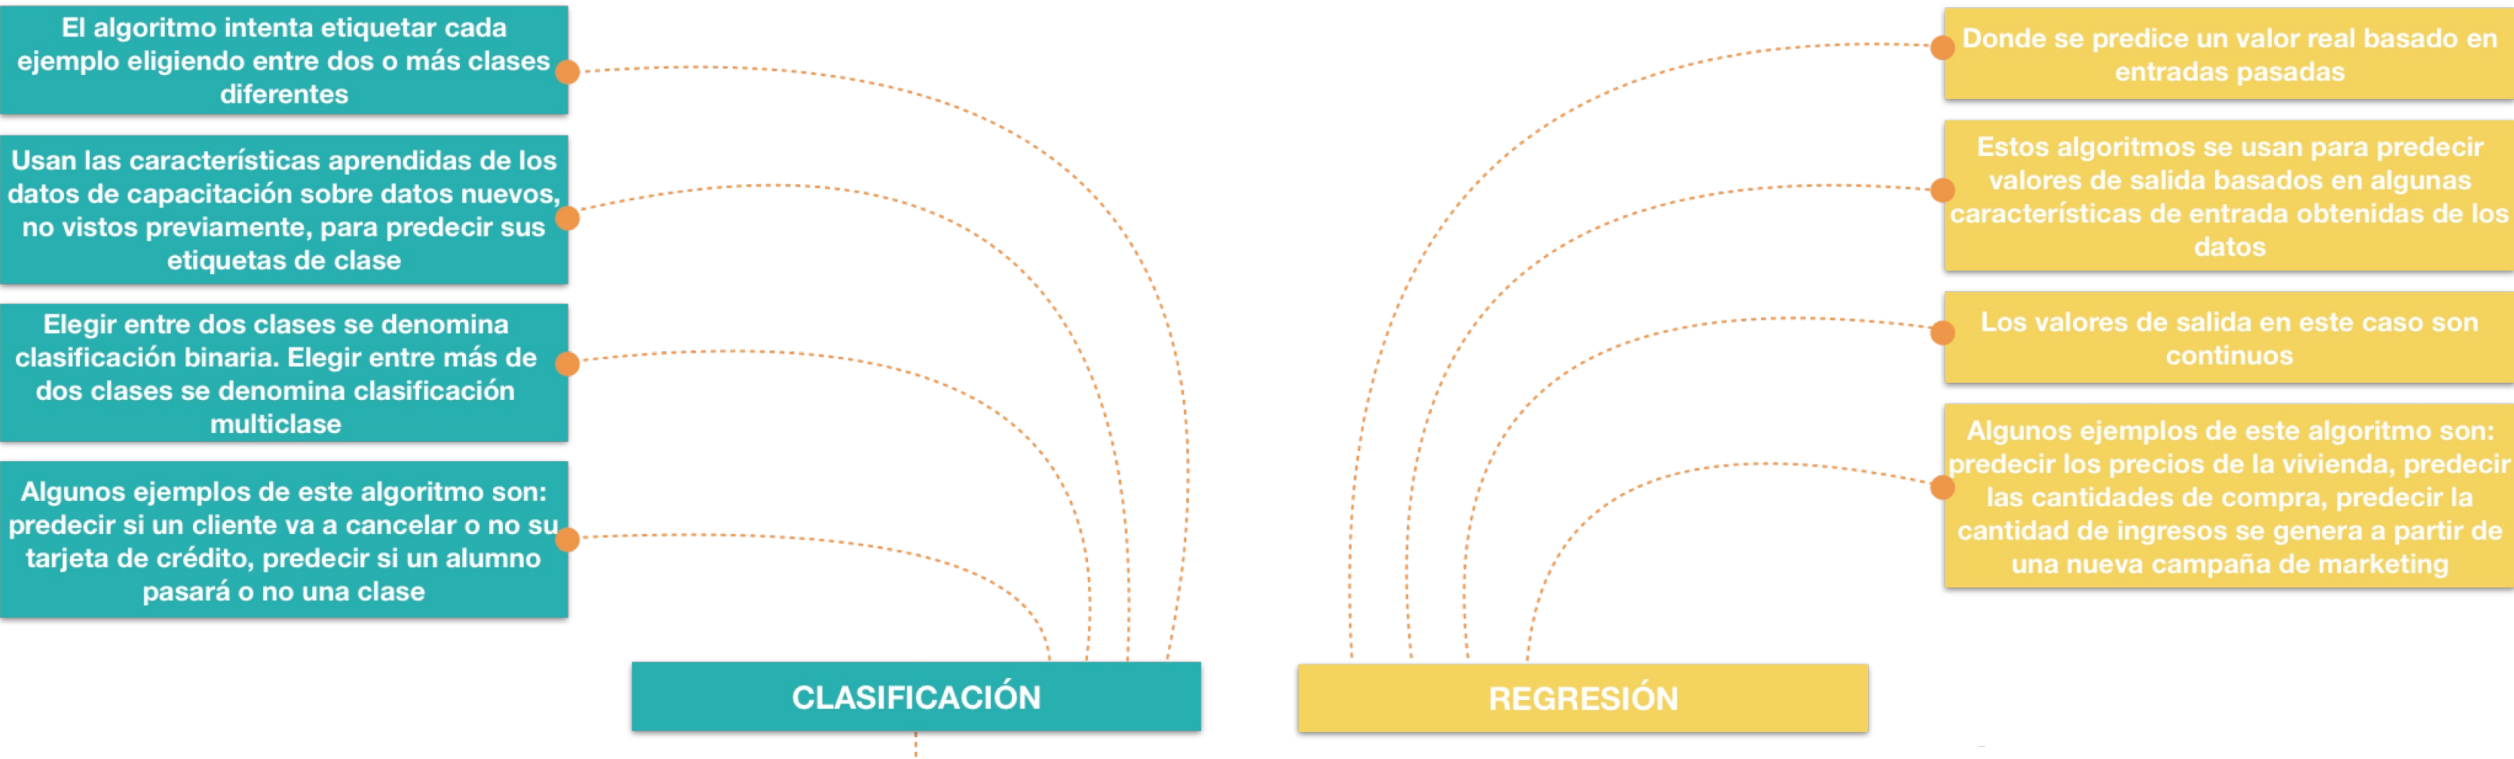 El algoritmo intenta etiquetar cada
ejemplo eligiendo entre dos o más clases
diferentes
Usan las características aprendidas de los
datos de capacitación sobre datos nuevos,
no vistos previamente, para predecir sus
etiquetas de clase
Elegir entre dos clases se denomina
clasificación binaria. Elegir entre más de
dos clases se denomina clasificación
multiclase
Algunos ejemplos de este algoritmo son:
predecir si un cliente va a cancelar o no su
tarjeta de crédito, predecir si un alumno
pasará o no una clase
CLASIFICACIÓN
Donde se predice un valor real basado en
entradas pasadas
Estos algoritmos se usan para predecir
valores de salida basados en algunas
características de entrada obtenidas de los
datos
Los valores de salida en este caso son
continuos
Algunos ejemplos de este algoritmo son:
predecir los precios de la vivienda, predecir
las cantidades de compra, predecir la
cantidad de ingresos se genera a partir de
una nueva campaña de marketing
REGRESIÓN